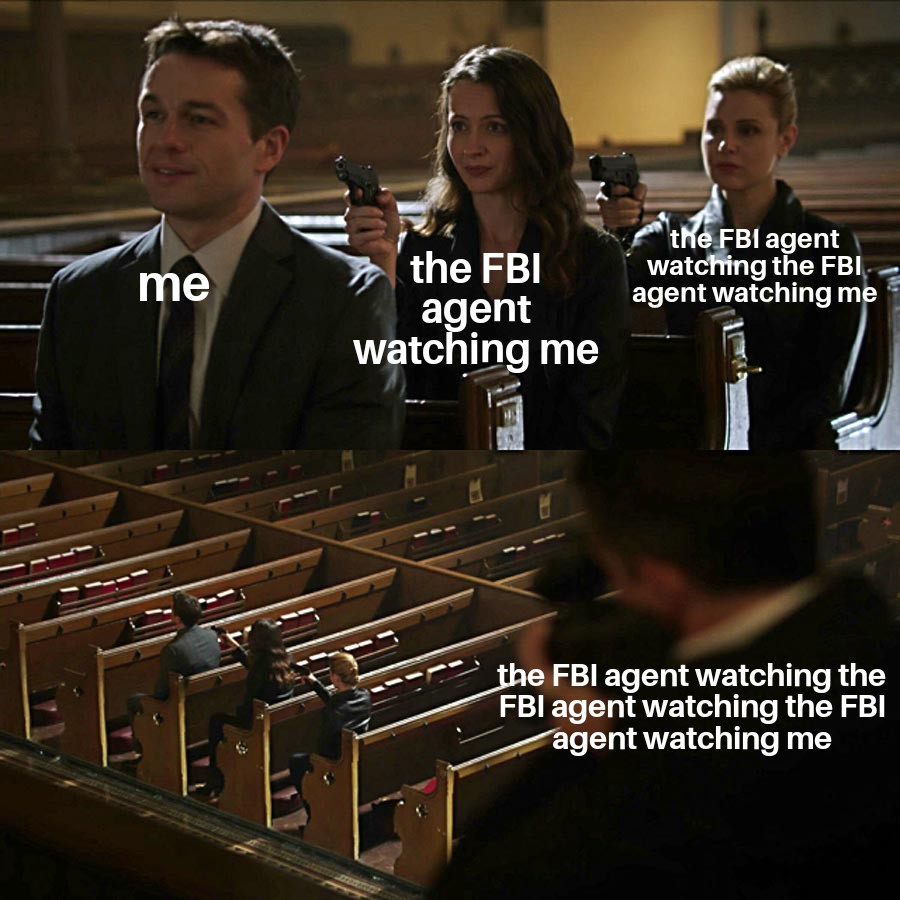 me
the FBI
agent
watching me
the FBI agent
watching the FBI
agent watching me
the FBI agent watching the
FBI agent watching the FBI
agent watching me